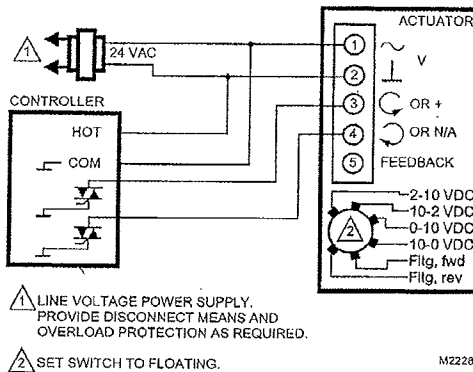 ACTUATOR
1
24 VAC
1
V
2
CONTROLLER
3
OR +
HOT
4
OR N/A
COM
5
FEEDBACK
2-10 VDC
10-2 VDC
2
0-10 VDC
10-0 VDC
Fltg, fwd
Fltg, rev
1 LINE VOLTAGE POWER SUPPLY.
PROVIDE DISCONNECT MEANS AND
OVERLOAD PROTECTION AS REQUIRED.
2 SET SWITCH TO FLOATING.